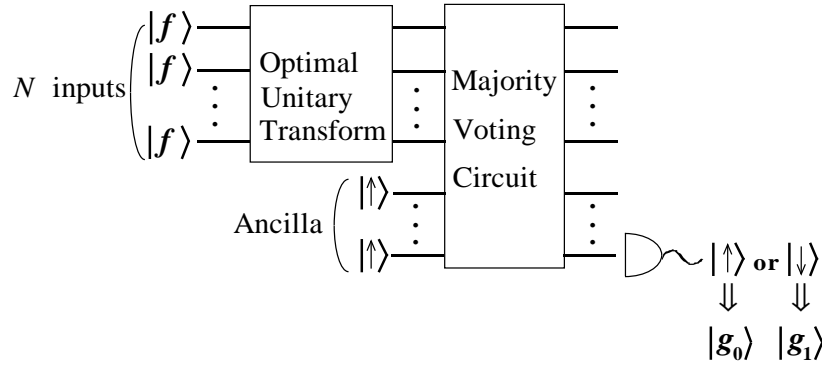 |f⟩
|f⟩
N inputs
|f⟩
Optimal
Unitary
Transform
Majority
Voting
Circuit
Ancilla
|↑⟩
|↑⟩
|↑⟩ or |↓⟩
⇓ ⇓
|g₀⟩ |g₁⟩